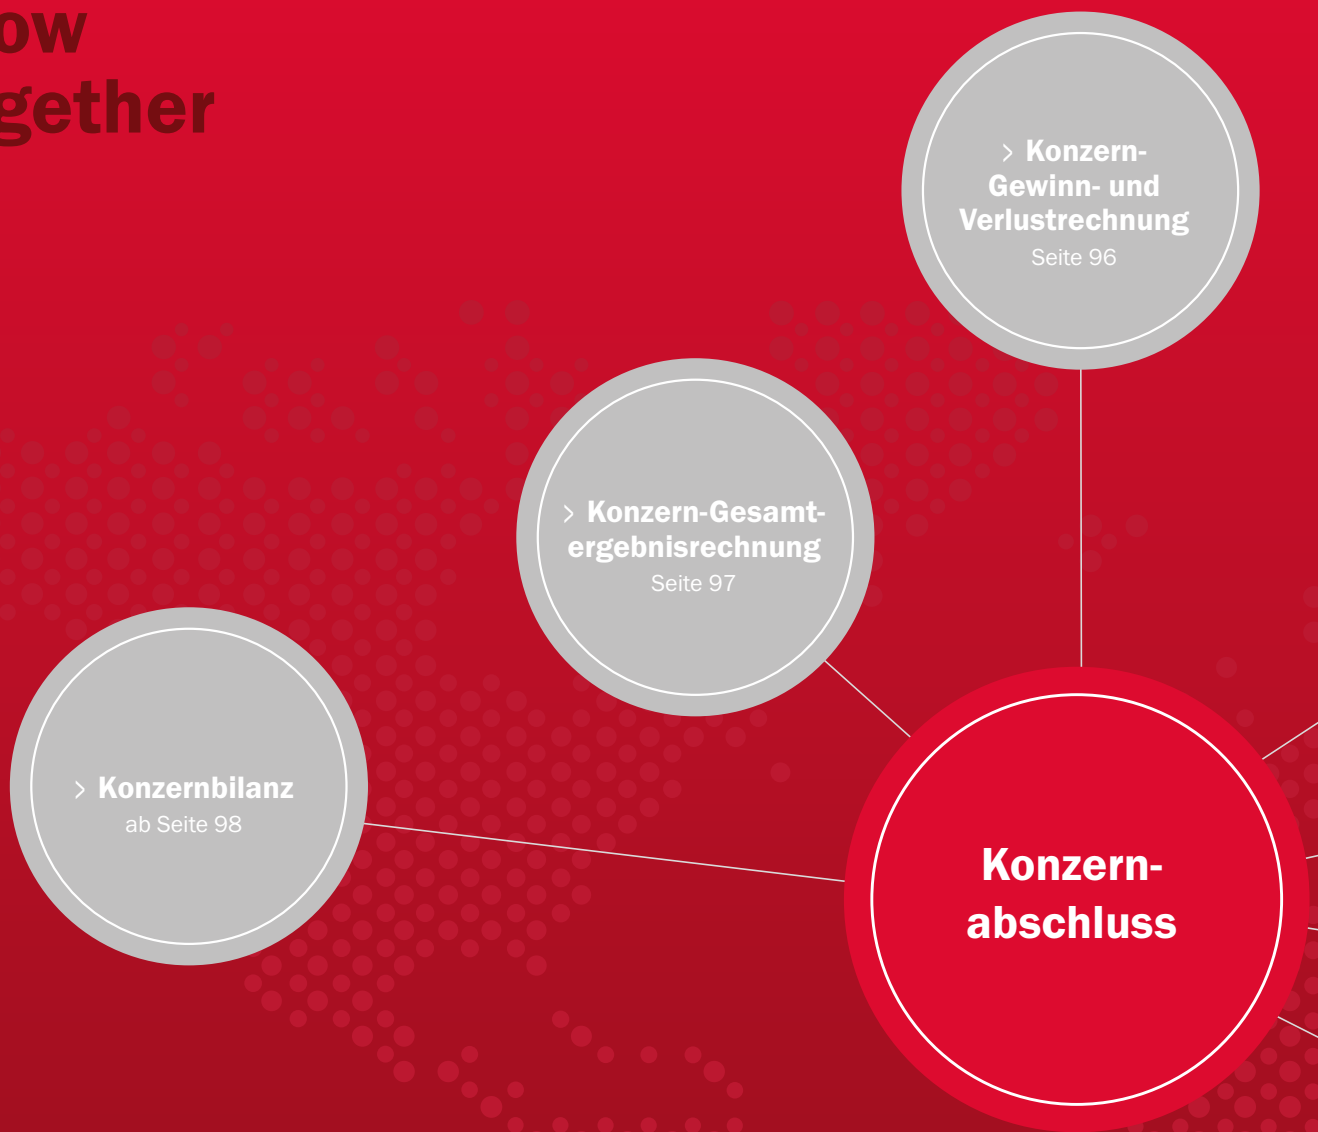 ow
gether
> Konzern-
Gewinn- und
Verlustrechnung
Seite 96
> Konzern-Gesamt-
ergebnisrechnung
Seite 97
> Konzernbilanz
ab Seite 98
Konzern-
abschluss